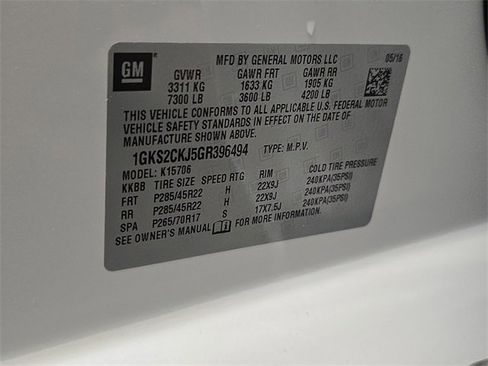 GM
MFD BY GENERAL MOTORS LLC 05/16
GVWR GAWR FRT GAWR RR
3311 KG 1633 KG 1905 KG
7300 LB 3600 LB 4200 LB
THIS VEHICLE CONFORMS TO ALL APPLICABLE U.S. FEDERAL MOTOR
VEHICLE SAFETY STANDARDS IN EFFECT ON THE DATE OF
MANUFACTURE SHOWN ABOVE.
1GKS2CKJ5GR396494 TYPE: M.P.V.
MODEL: K15706
KKBB TIRE SIZE SPEED RTG RIM COLD TIRE PRESSURE
FRT P285/45R22 H 22X9J 240KPA(35PSI)
RR P285/45R22 H 22X9J 240KPA(35PSI)
SPA P265/70R17 S 17X7.5J 240KPA(35PSI)
SEE OWNER'S MANUAL FOR MORE INFORMATION.